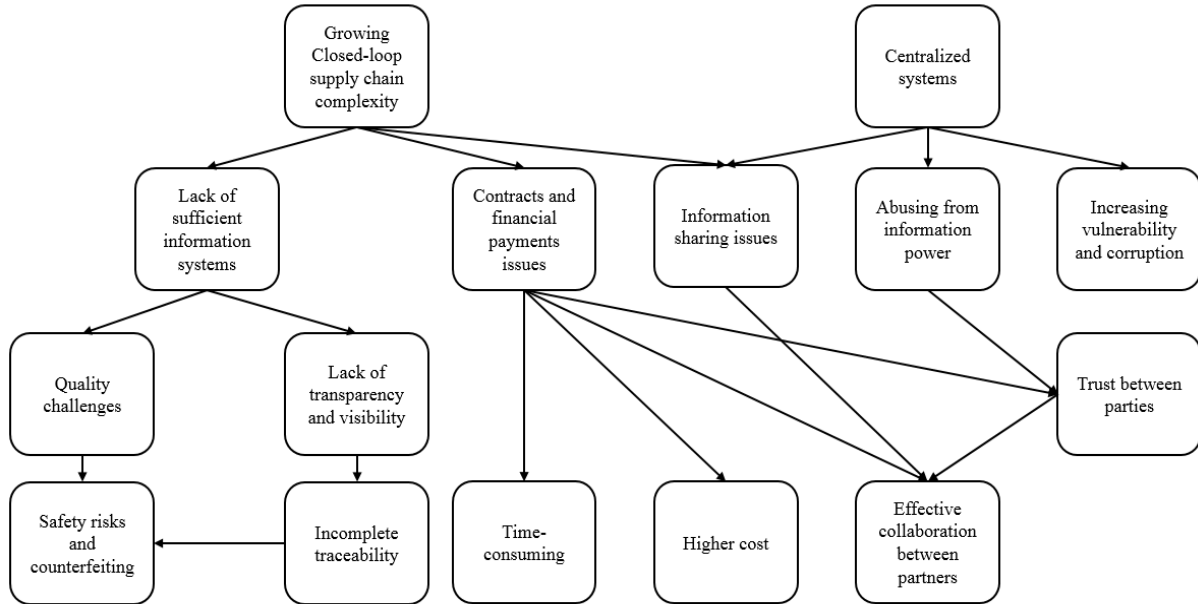 Growing
Closed-loop
supply chain
complexity
Centralized
systems
Lack of
sufficient
information
systems
Contracts and
financial
payments
issues
Information
sharing issues
Abusing from
information
power
Increasing
vulnerability
and corruption
Quality
challenges
Lack of
transparency
and visibility
Trust between
parties
Safety risks
and
counterfeiting
Incomplete
traceability
Time-
consuming
Higher cost
Effective
collaboration
between
partners